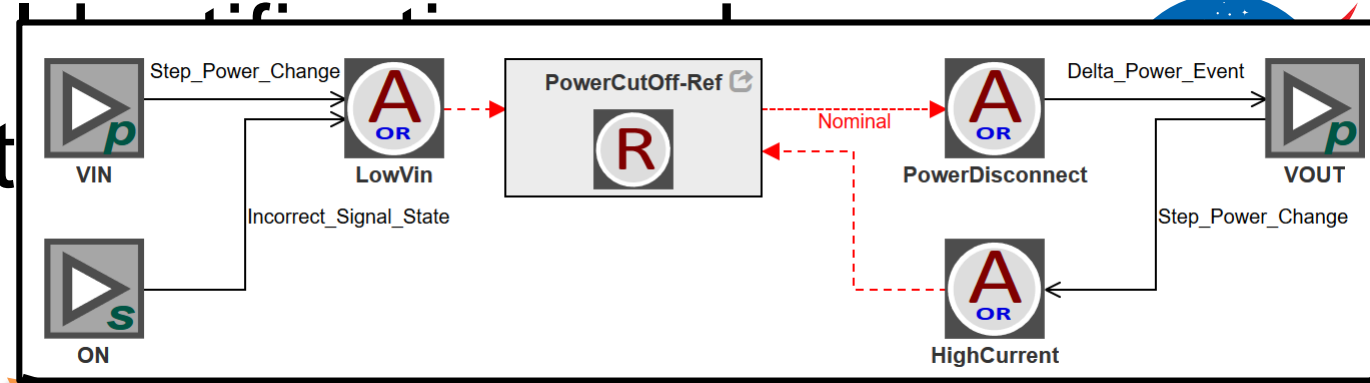 Step_Power_Change
A
OR
p
VIN
LowVin
Incorrect_Signal_State
s
ON
PowerCutOff-Ref
R
Nominal
A
OR
PowerDisconnect
Delta_Power_Event
p
VOUT
Step_Power_Change
A
OR
HighCurrent